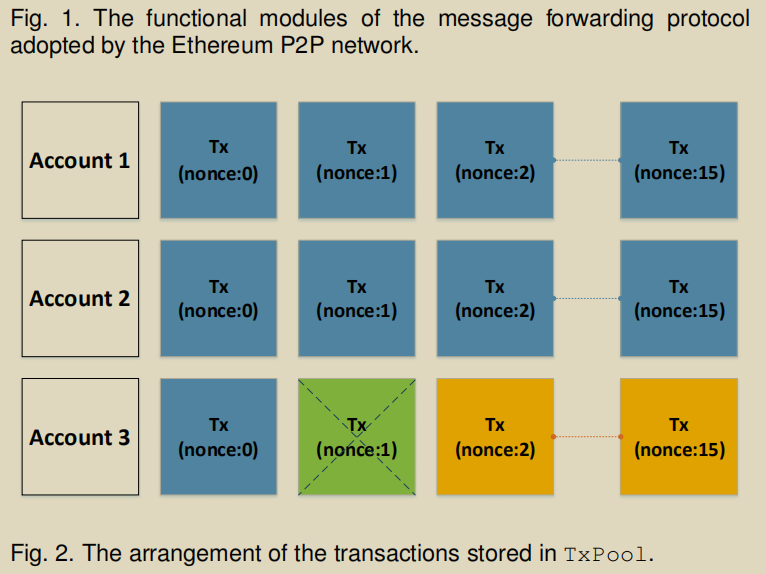 Fig. 1. The functional modules of the message forwarding protocol
adopted by the Ethereum P2P network.
Account 1
Tx
(nonce:0)
Tx
(nonce:1)
Tx
(nonce:2)
Tx
(nonce:15)
Account 2
Tx
(nonce:0)
Tx
(nonce:1)
Tx
(nonce:2)
Tx
(nonce:15)
Account 3
Tx
(nonce:0)
Tx
(nonce:1)
Tx
(nonce:2)
Tx
(nonce:15)
Fig. 2. The arrangement of the transactions stored in TxPool.